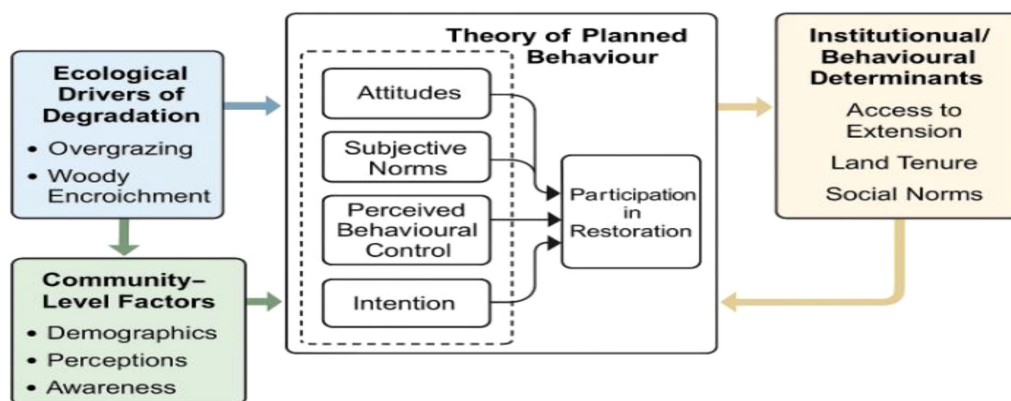 Ecological
Drivers of
Degradation
• Overgrazing
• Woody
Encroichment
Community–
Level Factors
• Demographics
• Perceptions
• Awareness
Theory of Planned
Behaviour
Attitudes
Subjective
Norms
Perceived
Behavioural
Control
Intention
Participation
in
Restoration
Institutionual/
Behavioural
Determinants
Access to
Extension
Land Tenure
Social Norms